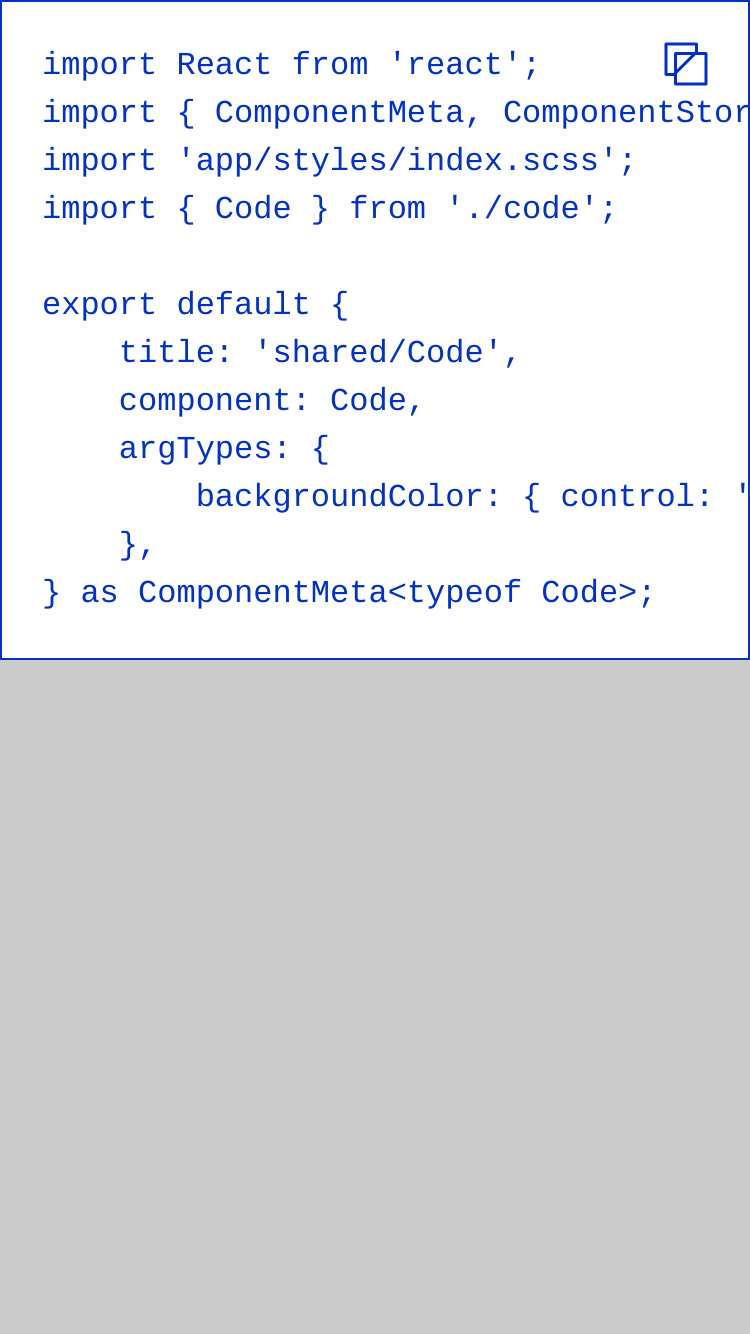 import React from 'react';
import { ComponentMeta, ComponentStor
import 'app/styles/index.scss';
import { Code } from './code';

export default {
     title: 'shared/Code',
     component: Code,
     argTypes: {
         backgroundColor: { control: '
     },
} as ComponentMeta<typeof Code>;